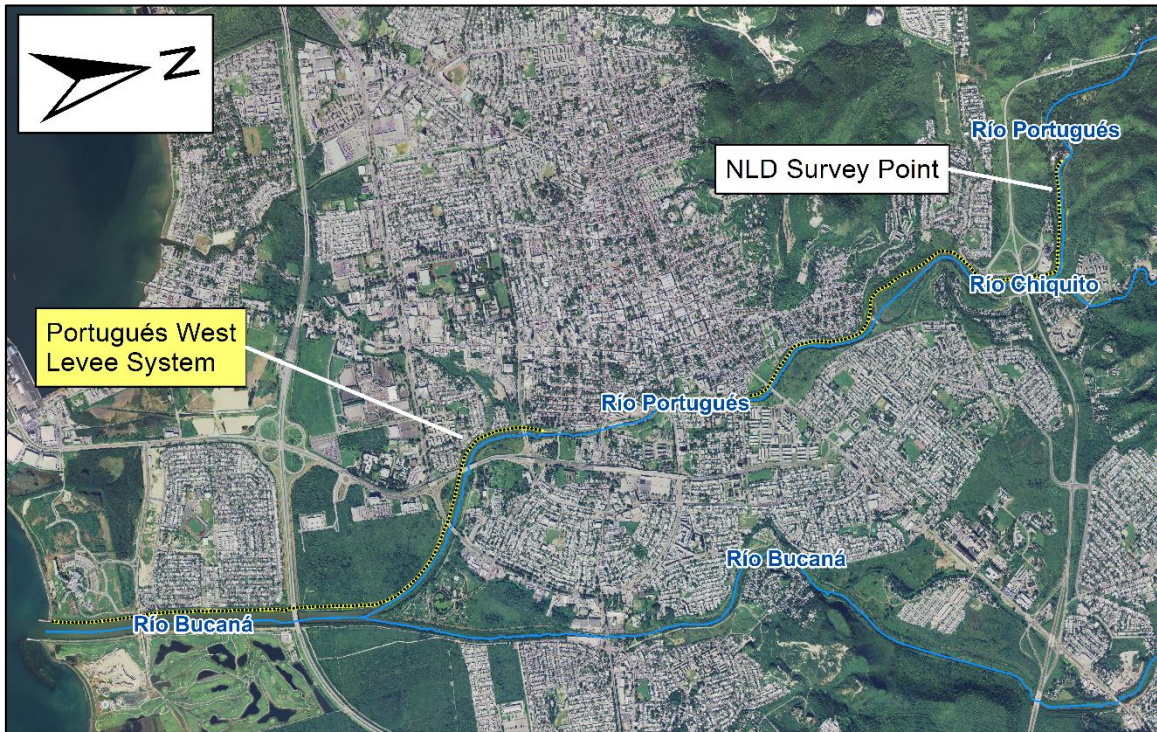 N
Río Portugués
NLD Survey Point
Río Chiquito
Portugués West
Levee System
Río Portugués
Río Bucaná
Río Bucaná